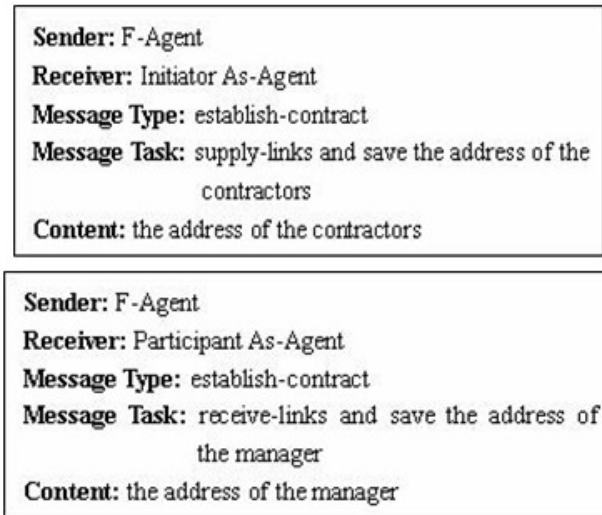 Sender: F-Agent
Receiver: Initiator As-Agent
Message Type: establish-contract
Message Task: supply-links and save the address of the
contractors
Content: the address of the contractors
Sender: F-Agent
Receiver: Participant As-Agent
Message Type: establish-contract
Message Task: receive-links and save the address of
the manager
Content: the address of the manager